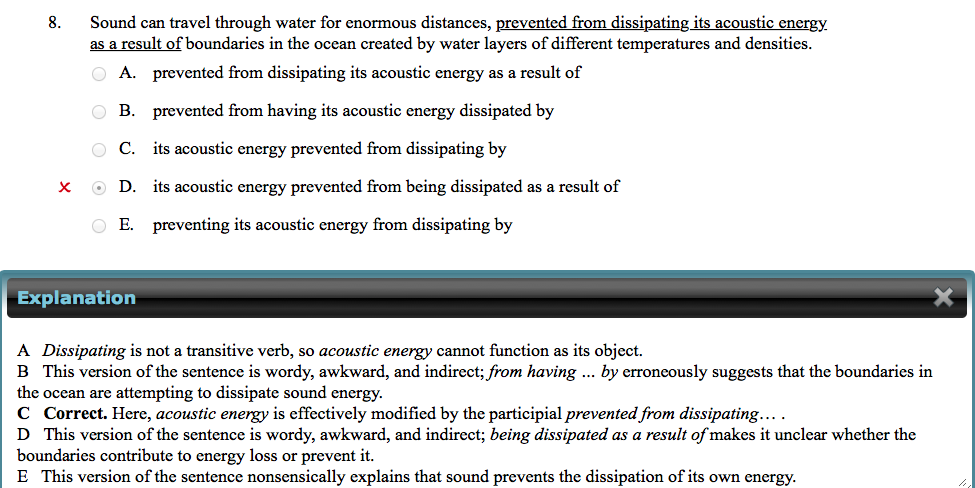 8. Sound can travel through water for enormous distances, prevented from dissipating its acoustic energy
as a result of boundaries in the ocean created by water layers of different temperatures and densities.
A. prevented from dissipating its acoustic energy as a result of
B. prevented from having its acoustic energy dissipated by
C. its acoustic energy prevented from dissipating by
x D. its acoustic energy prevented from being dissipated as a result of
E. preventing its acoustic energy from dissipating by
Explanation
A Dissipating is not a transitive verb, so acoustic energy cannot function as its object.
B This version of the sentence is wordy, awkward, and indirect; from having ... by erroneously suggests that the boundaries in
the ocean are attempting to dissipate sound energy.
C Correct. Here, acoustic energy is effectively modified by the participial prevented from dissipating... .
D This version of the sentence is wordy, awkward, and indirect; being dissipated as a result of makes it unclear whether the
boundaries contribute to energy loss or prevent it.
E This version of the sentence nonsensically explains that sound prevents the dissipation of its own energy.